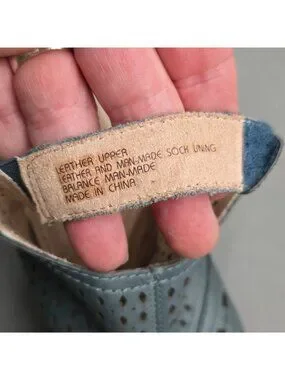 LEATHER UPPER
LEATHER AND MAN-MADE SOCK LINING
BALANCE MAN-MADE
MADE IN CHINA